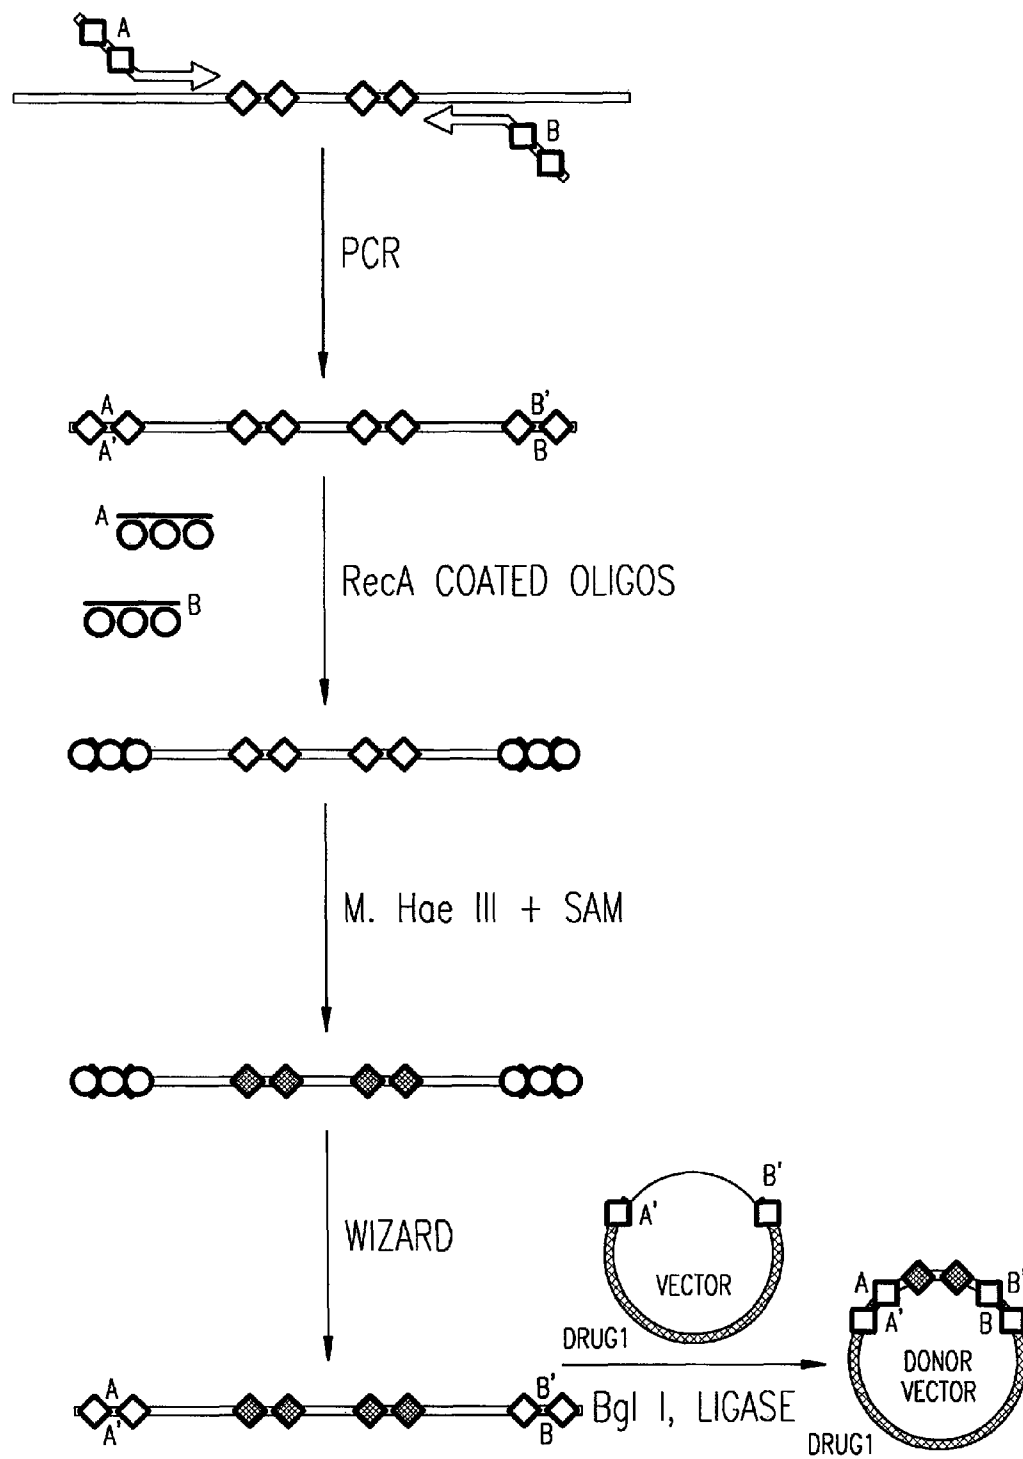 A
B
PCR
A
B'
A'
B
A
RecA COATED OLIGOS
B
M. Hae III + SAM
WIZARD
B'
A'
VECTOR
DRUG1
A
B'
A'
B
A
B'
A'
B
Bgl I, LIGASE
DONOR
VECTOR
DRUG1